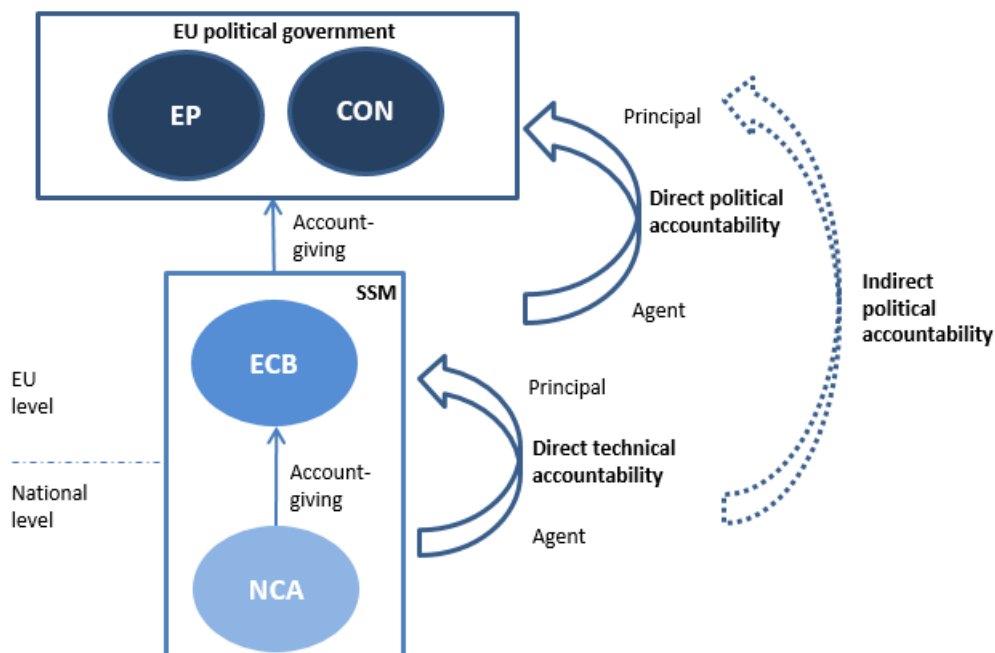 EU political government
EP
CON
Principal
Direct political
accountability
Account-
giving
Agent
SSM
Indirect
political
accountability
ECB
EU
level
Principal
Direct technical
accountability
Account-
giving
National
level
Agent
NCA